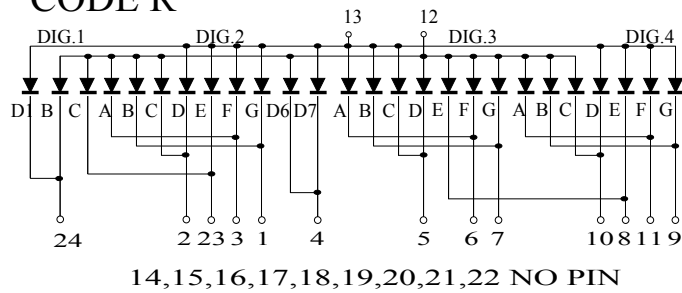 CODE R
13 12
DIG.1 DIG.2 DIG.3 DIG.4
D1 B C A B C D E F G D6 D7 A B C D E F G A B C D E F G
24 2 23 3 1 4 5 6 7 10 8 11 9
14,15,16,17,18,19,20,21,22 NO PIN